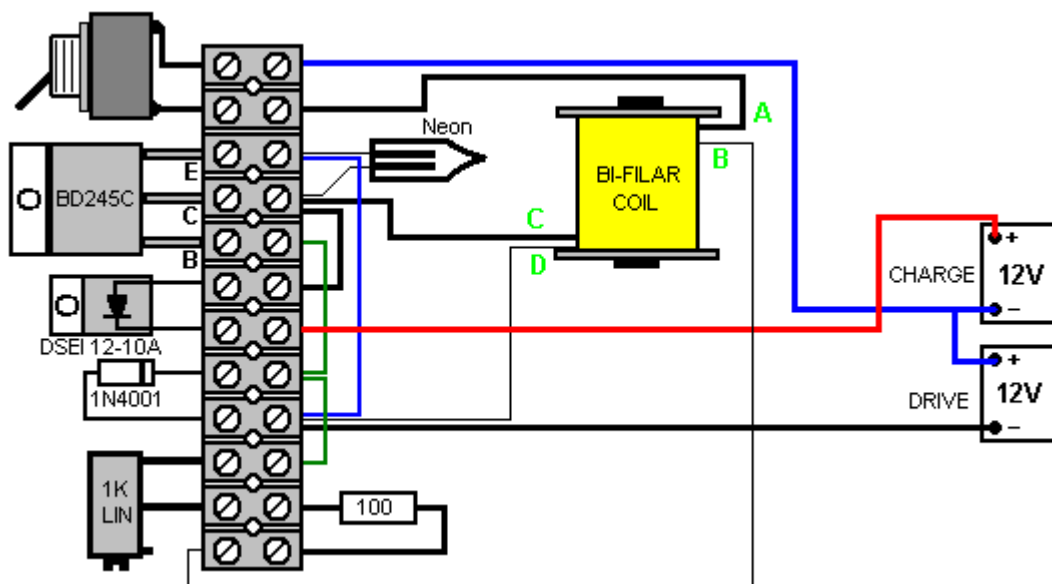 Neon
A
B
E
BD245C
C
B
BI-FILAR
COIL
C
D
+
CHARGE
12V
−
DSEI 12-10A
1N4001
+
DRIVE
12V
−
1K
LIN
100